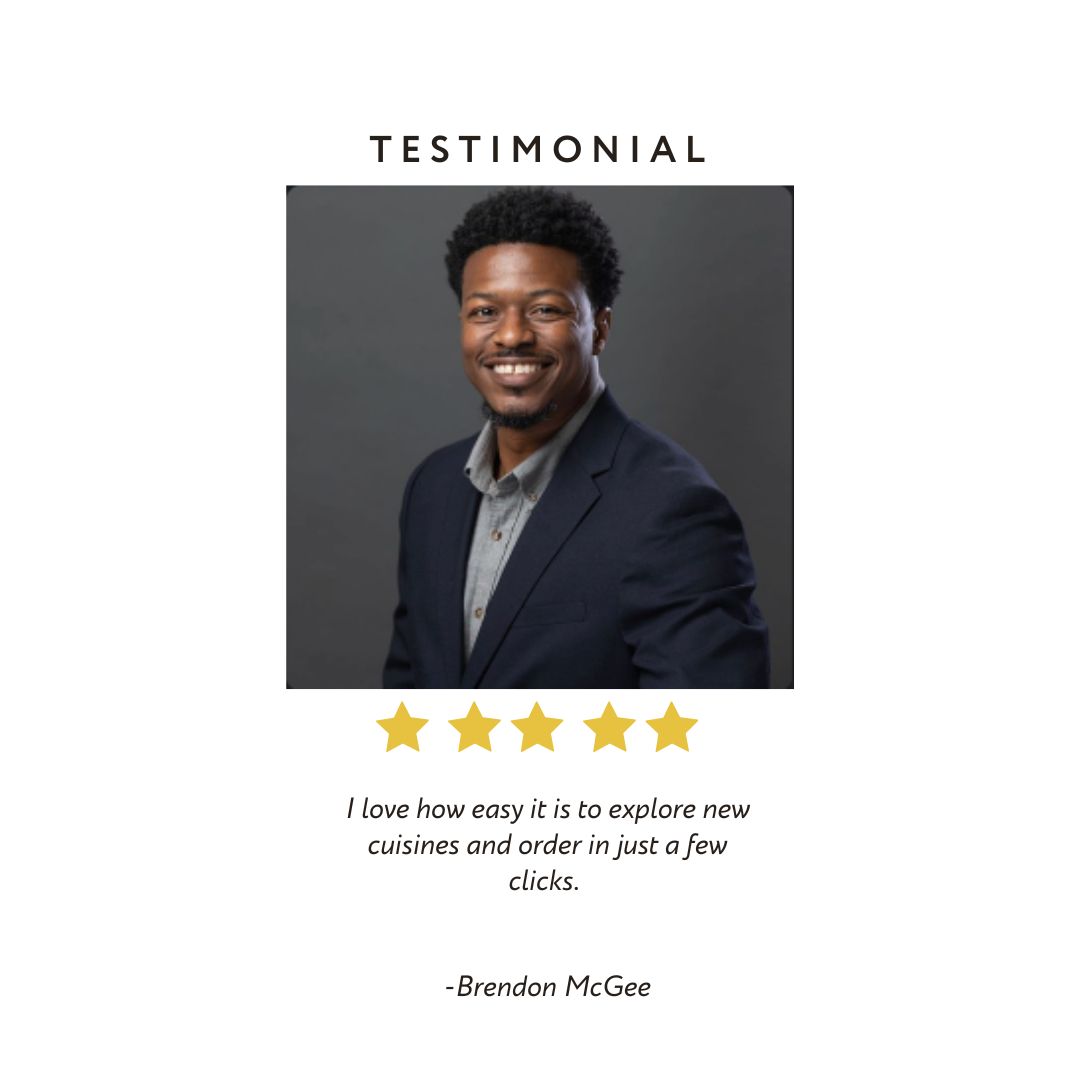 TESTIMONIAL
I love how easy it is to explore new
cuisines and order in just a few
clicks.
-Brendon McGee